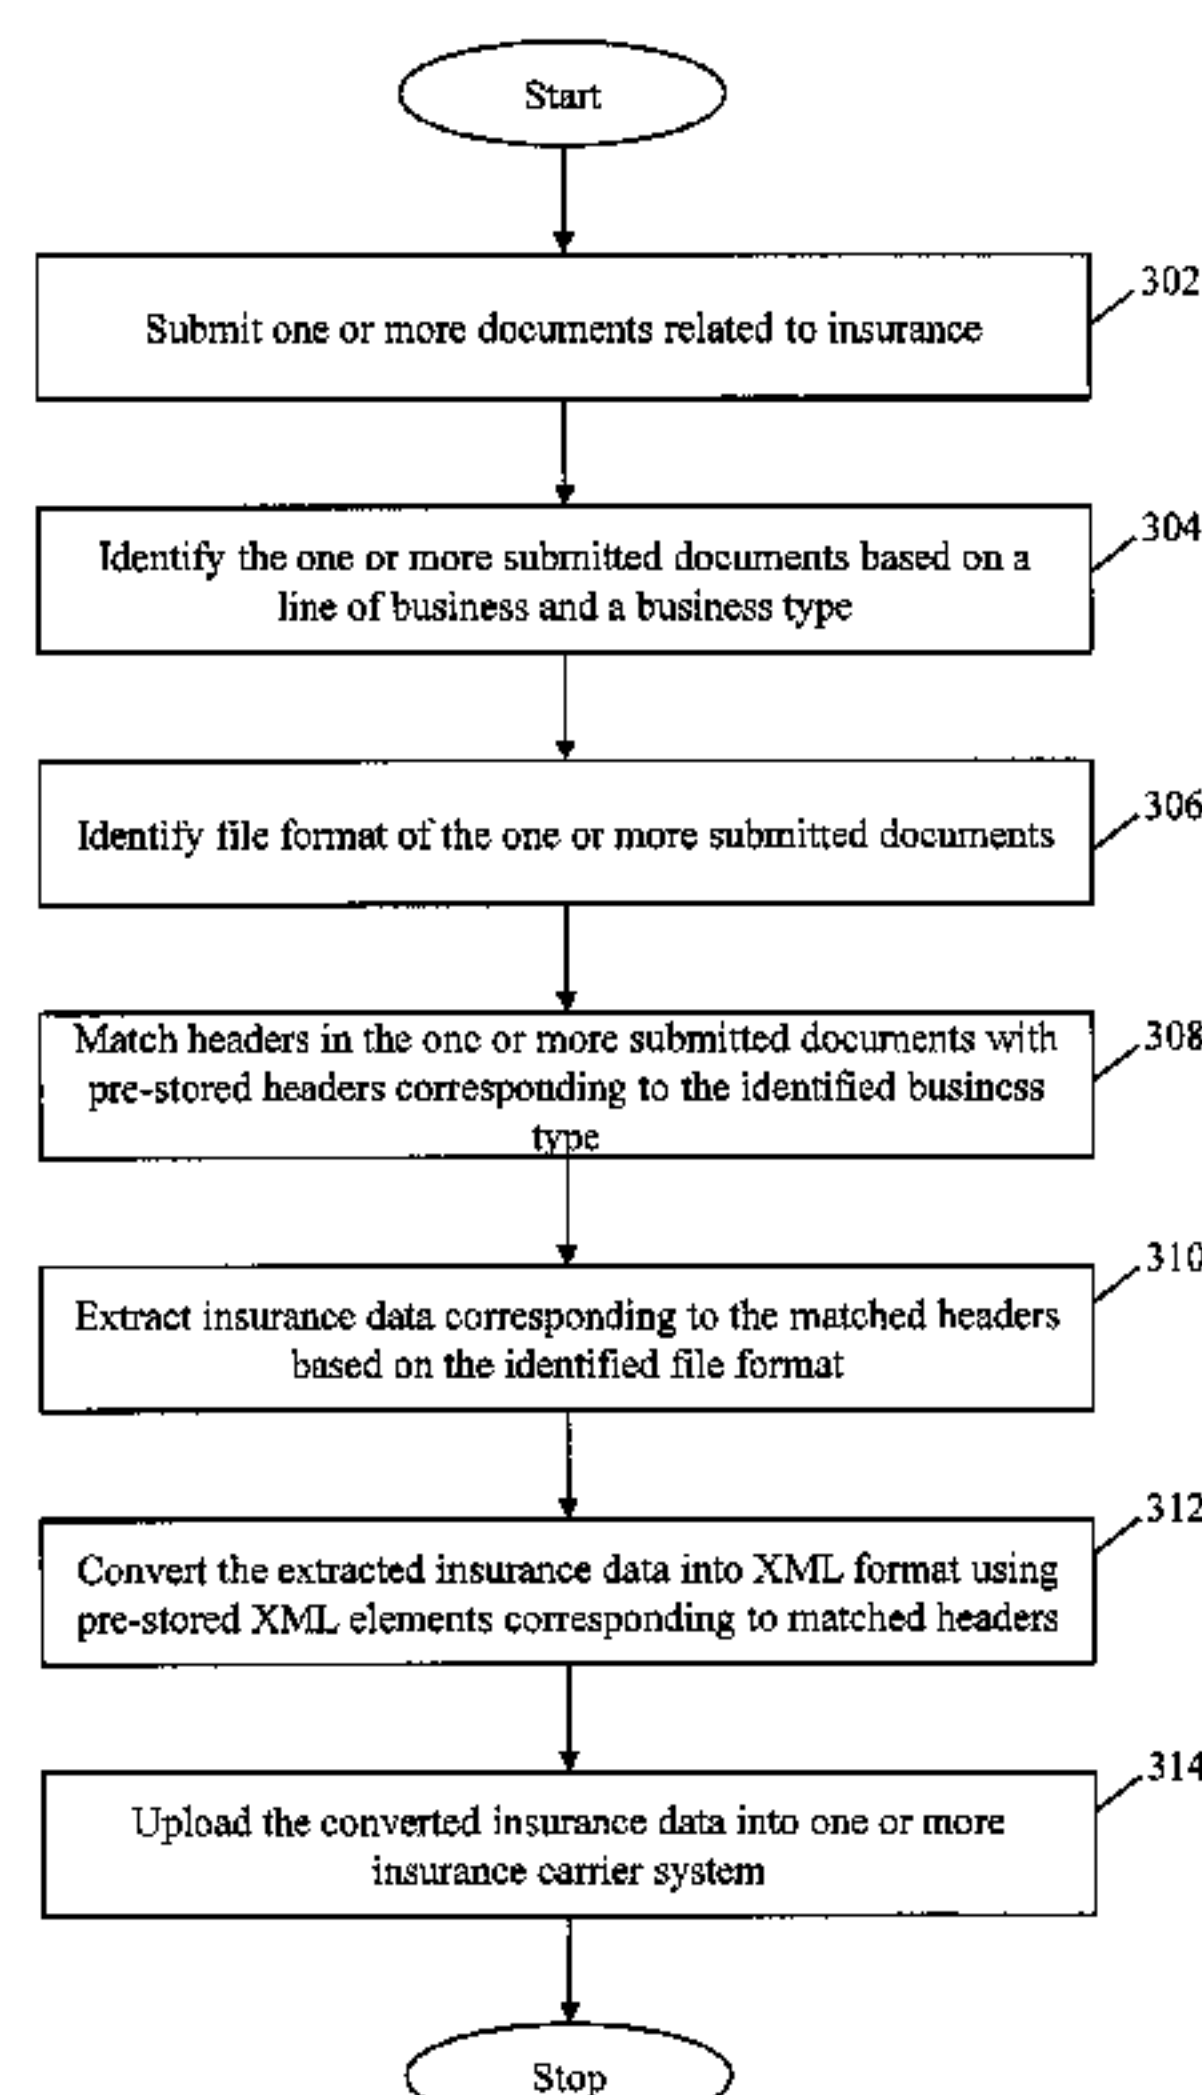 Start
302
Submit one or more documents related to insurance
304
Identify the one or more submitted documents based on a
line of business and a business type
306
Identify file format of the one or more submitted documents
308
Match headers in the one or more submitted documents with
pre-stored headers corresponding to the identified business
type
310
Extract insurance data corresponding to the matched headers
based on the identified file format
312
Convert the extracted insurance data into XML format using
pre-stored XML elements corresponding to matched headers
314
Upload the converted insurance data into one or more
insurance carrier system
Stop